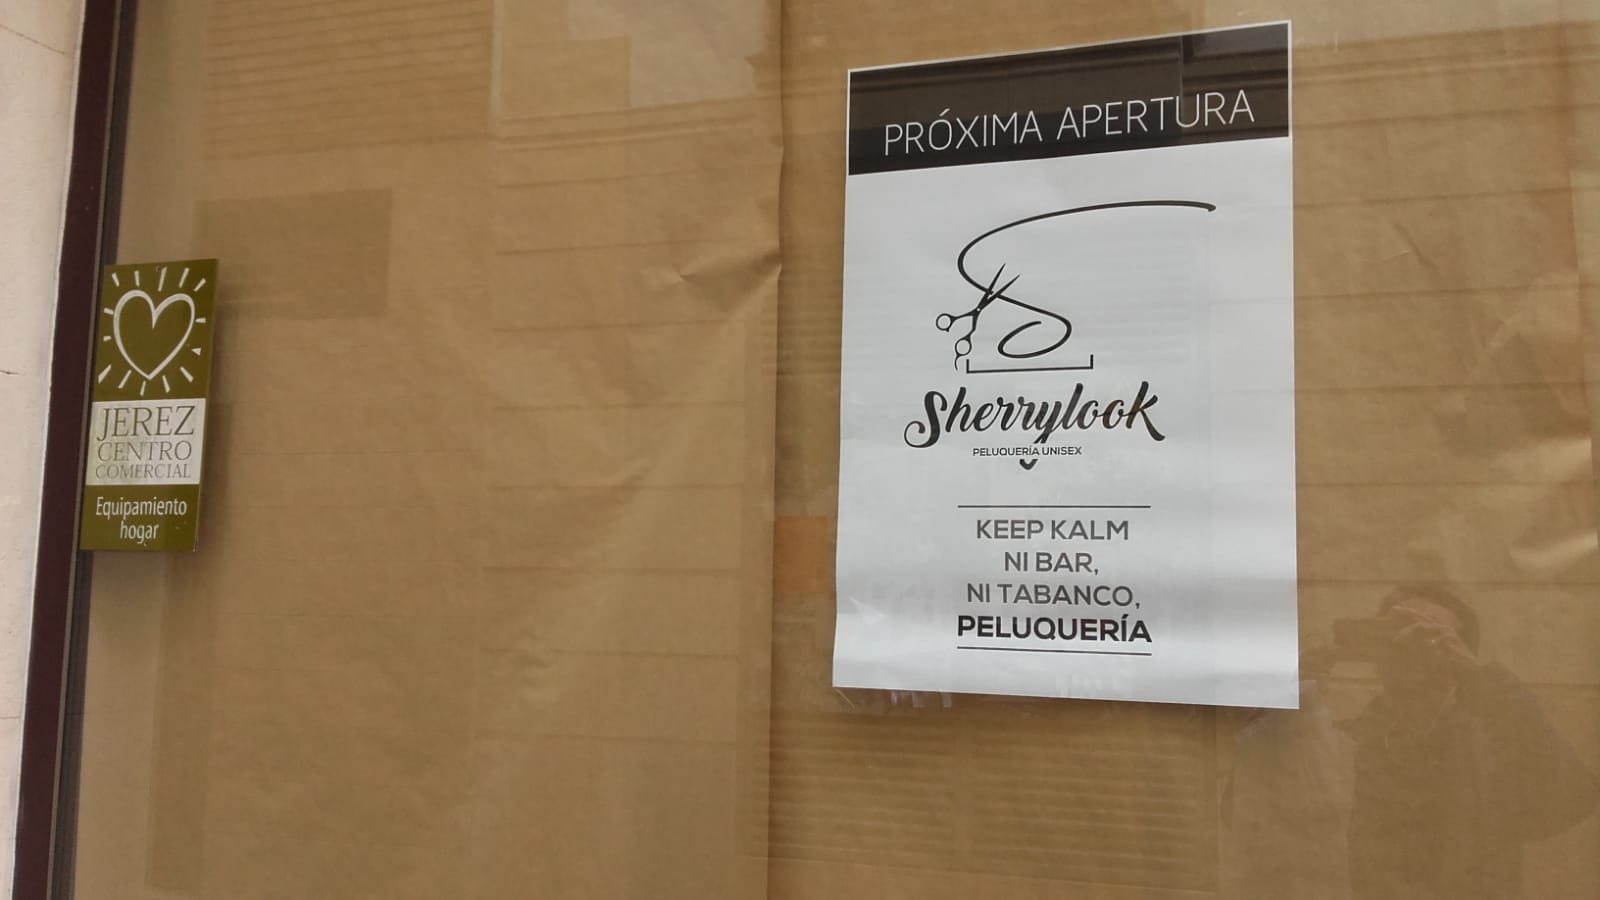 PRÓXIMA APERTURA
Sherrylook
PELUQUERÍA UNISEX
KEEP KALM
NI BAR,
NI TABANCO,
PELUQUERÍA
JEREZ
CENTRO
COMERCIAL
Equipamiento
hogar